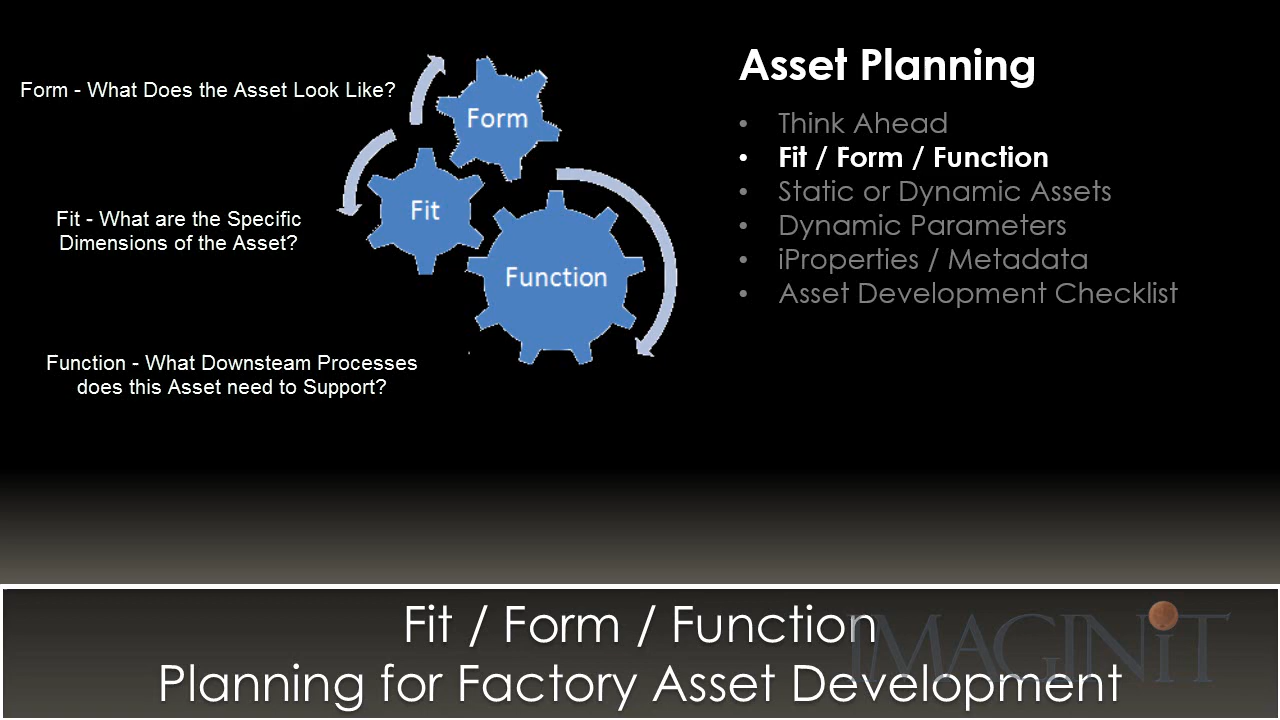 Form - What Does the Asset Look Like?
Form
Fit
Fit - What are the Specific
Dimensions of the Asset?
Function
Function - What Downsteam Processes
does this Asset need to Support?
Asset Planning
• Think Ahead
• Fit / Form / Function
• Static or Dynamic Assets
• Dynamic Parameters
• iProperties / Metadata
• Asset Development Checklist
Fit / Form / Function
Planning for Factory Asset Development
IMAGINiT